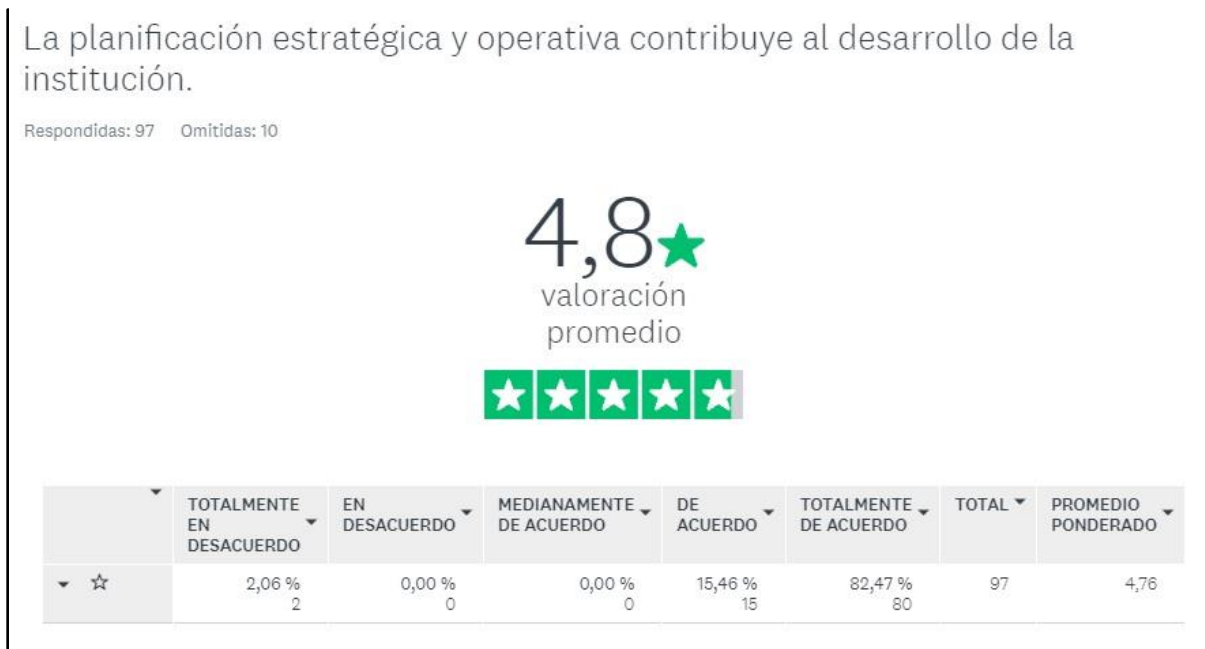 La planificación estratégica y operativa contribuye al desarrollo de la
institución.
Respondidas: 97 Omitidas: 10
4,8
valoración
promedio
TOTALMENTE EN DESACUERDO EN DESACUERDO MEDIANAMENTE DE ACUERDO DE ACUERDO TOTALMENTE DE ACUERDO TOTAL PROMEDIO PONDERADO
2,06 % 0,00 % 0,00 % 15,46 % 82,47 % 97 4,76
2 0 0 15 80